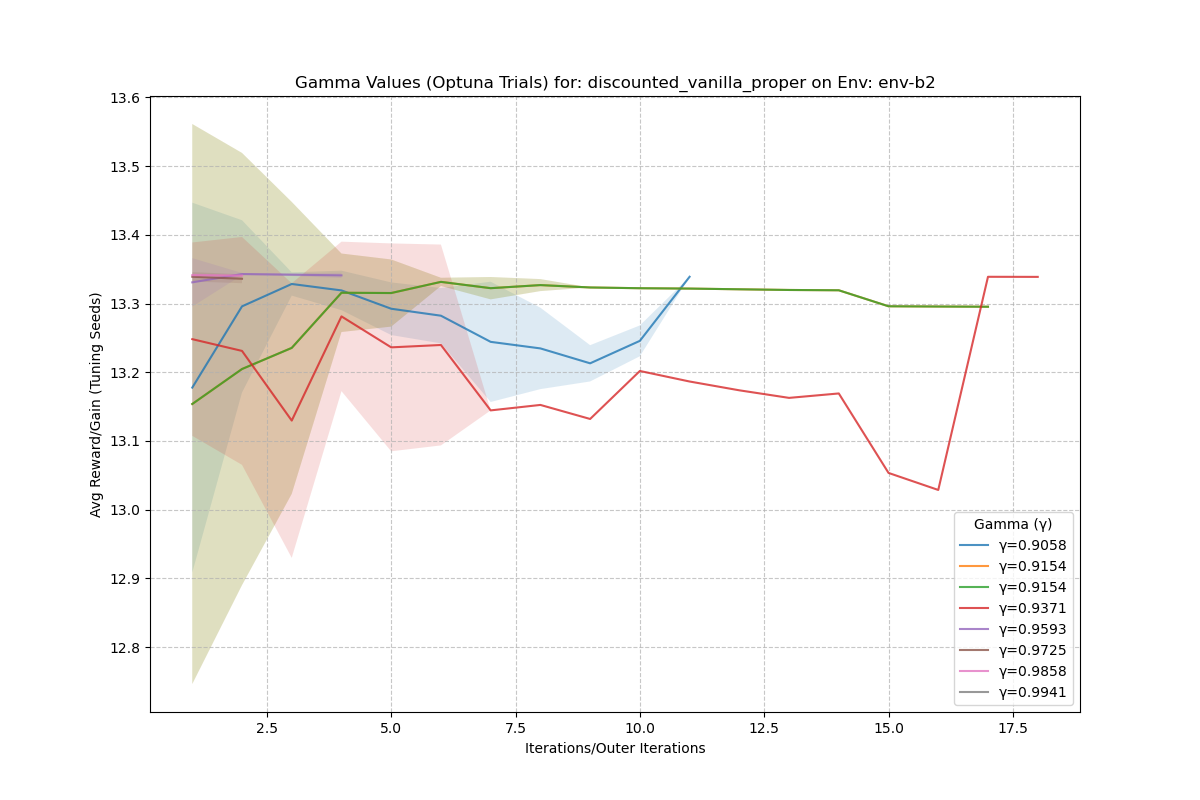 Gamma Values (Optuna Trials) for: discounted_vanilla_proper on Env: env-b2
Avg Reward/Gain (Tuning Seeds)
13.6
13.5
13.4
13.3
13.2
13.1
13.0
12.9
12.8
2.5 5.0 7.5 10.0 12.5 15.0 17.5
Iterations/Outer Iterations
Gamma (γ)
γ=0.9058
γ=0.9154
γ=0.9154
γ=0.9371
γ=0.9593
γ=0.9725
γ=0.9858
γ=0.9941